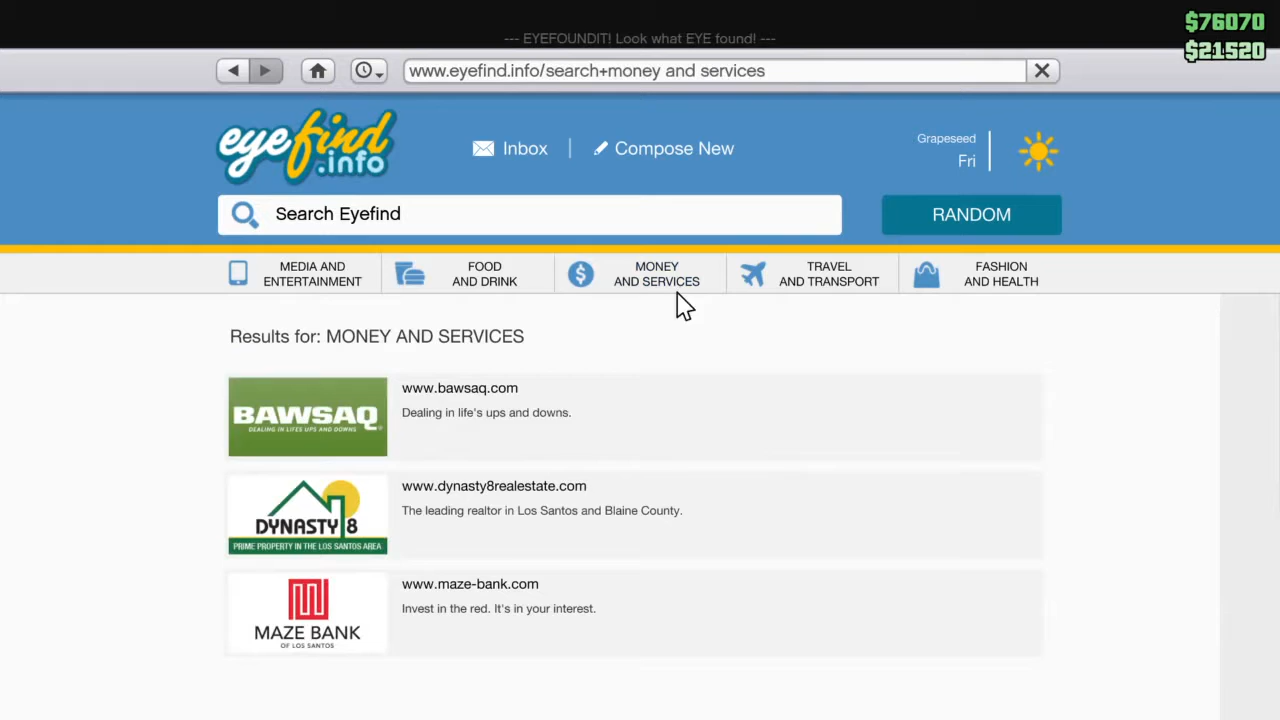 $76070
--- EYEFOUNDIT! Look what EYE found! ---
$21520
www.eyefind.info/search+money and services
eyefind.info
Inbox
Compose New
Grapeseed
Fri
Search Eyefind
RANDOM
MEDIA AND
ENTERTAINMENT
FOOD
AND DRINK
MONEY
AND SERVICES
TRAVEL
AND TRANSPORT
FASHION
AND HEALTH
Results for: MONEY AND SERVICES
BAWSAQ
DEALING IN LIFES UPS AND DOWNS
www.bawsaq.com
Dealing in life's ups and downs.
DYNASTY 8
PRIME PROPERTY IN THE LOS SANTOS AREA
www.dynasty8realestate.com
The leading realtor in Los Santos and Blaine County.
MAZE BANK
OF LOS SANTOS
www.maze-bank.com
Invest in the red. It's in your interest.